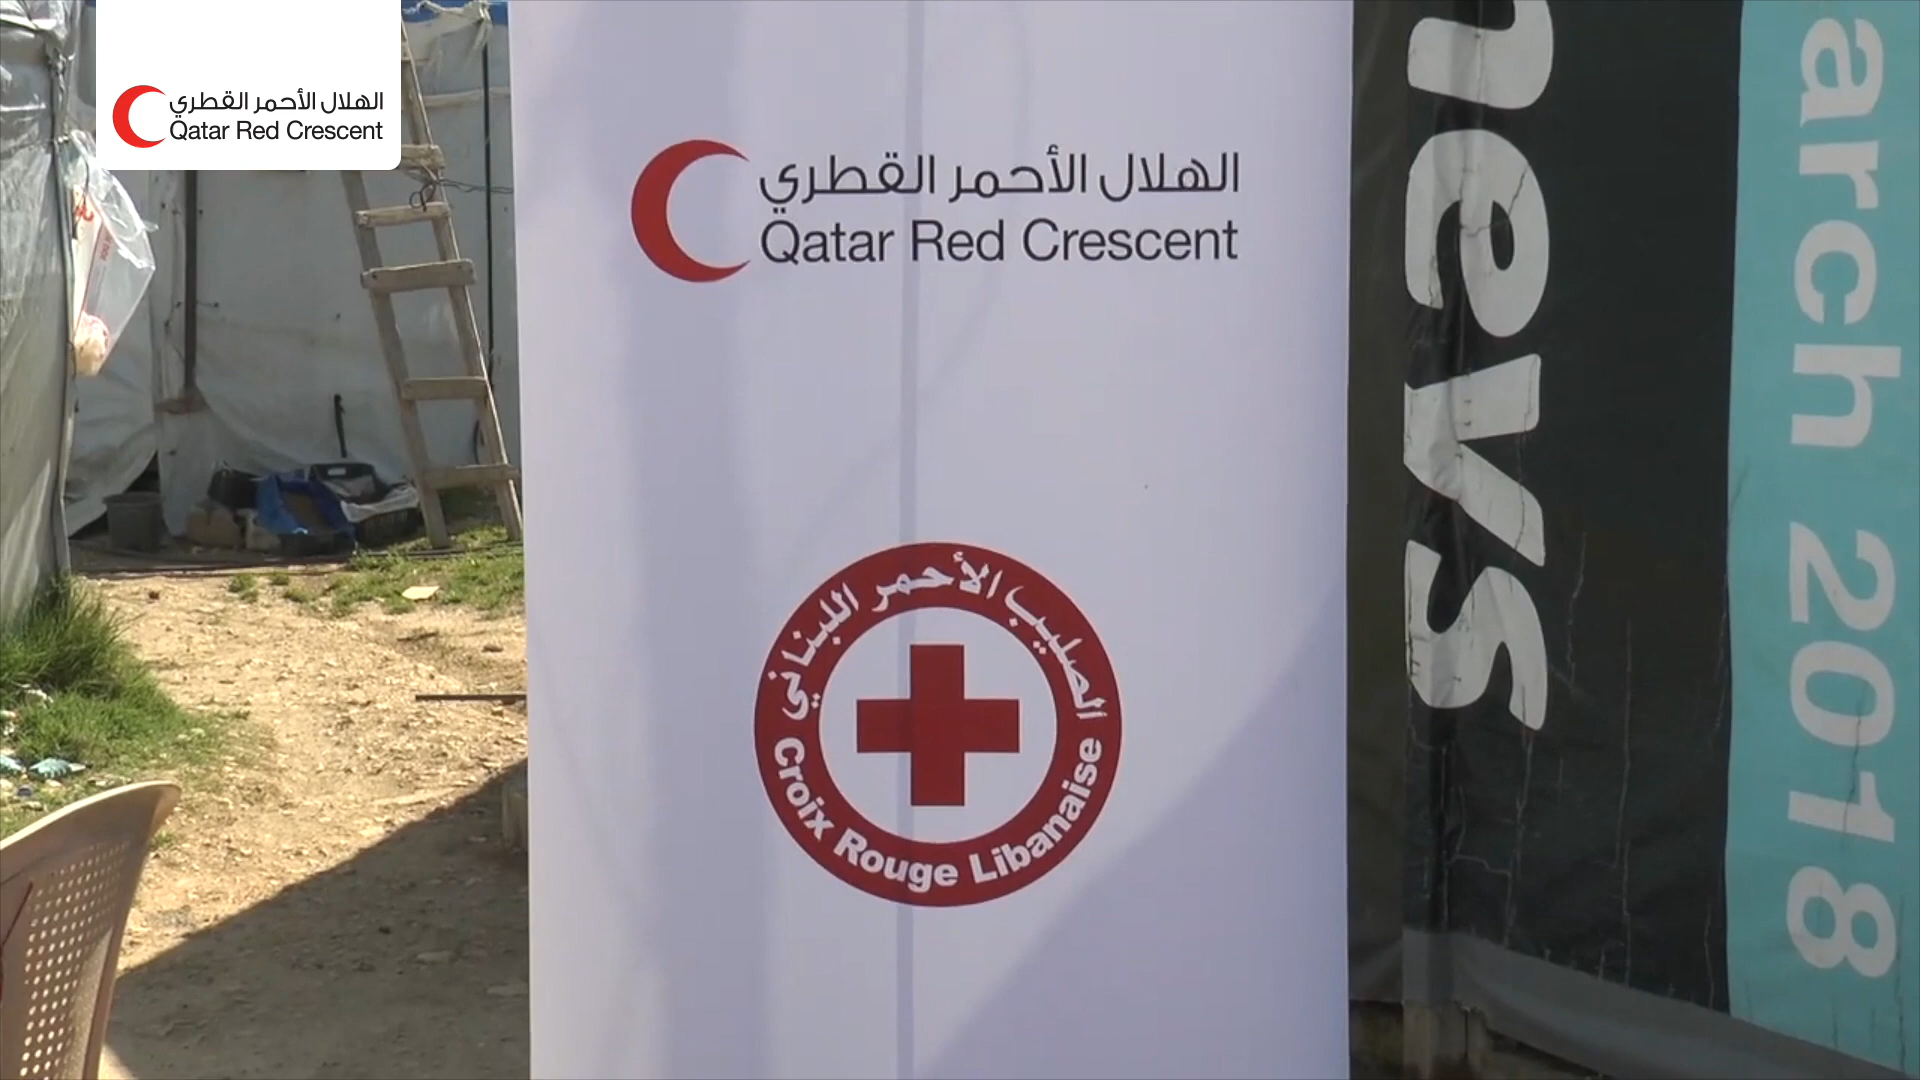 الهلال الأحمر القطري
Qatar Red Crescent
الهلال الأحمر القطري
Qatar Red Crescent
الصليب الأحمر اللبناني
Croix Rouge Libanaise
arch 2018